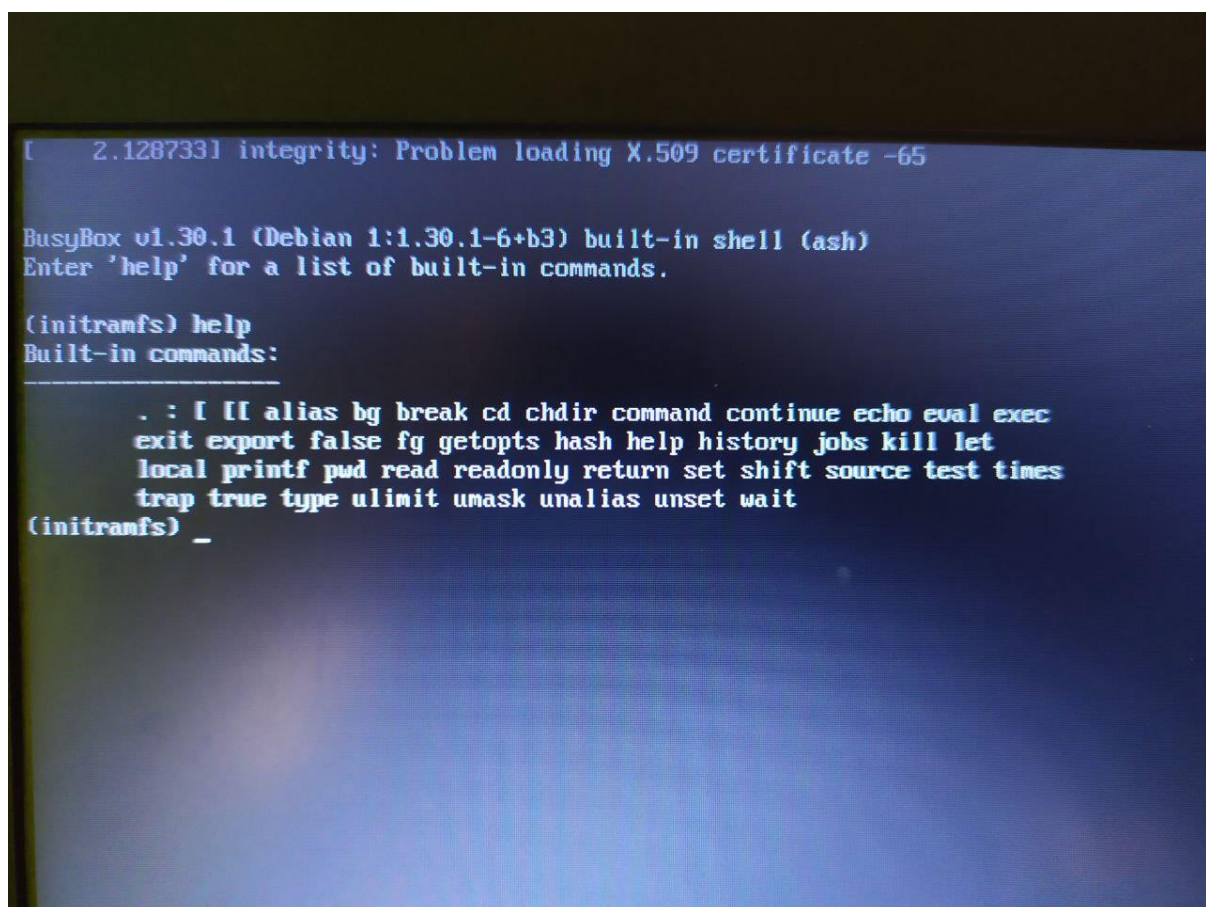 [    2.128733] integrity: Problem loading X.509 certificate -65
BusyBox v1.30.1 (Debian 1:1.30.1-6+b3) built-in shell (ash)
Enter 'help' for a list of built-in commands.
(initramfs) help
Built-in commands:
------------------
. : [ [[ alias bg break cd chdir command continue echo eval exec
exit export false fg getopts hash help history jobs kill let
local printf pwd read readonly return set shift source test times
trap true type ulimit umask unalias unset wait
(initramfs) _